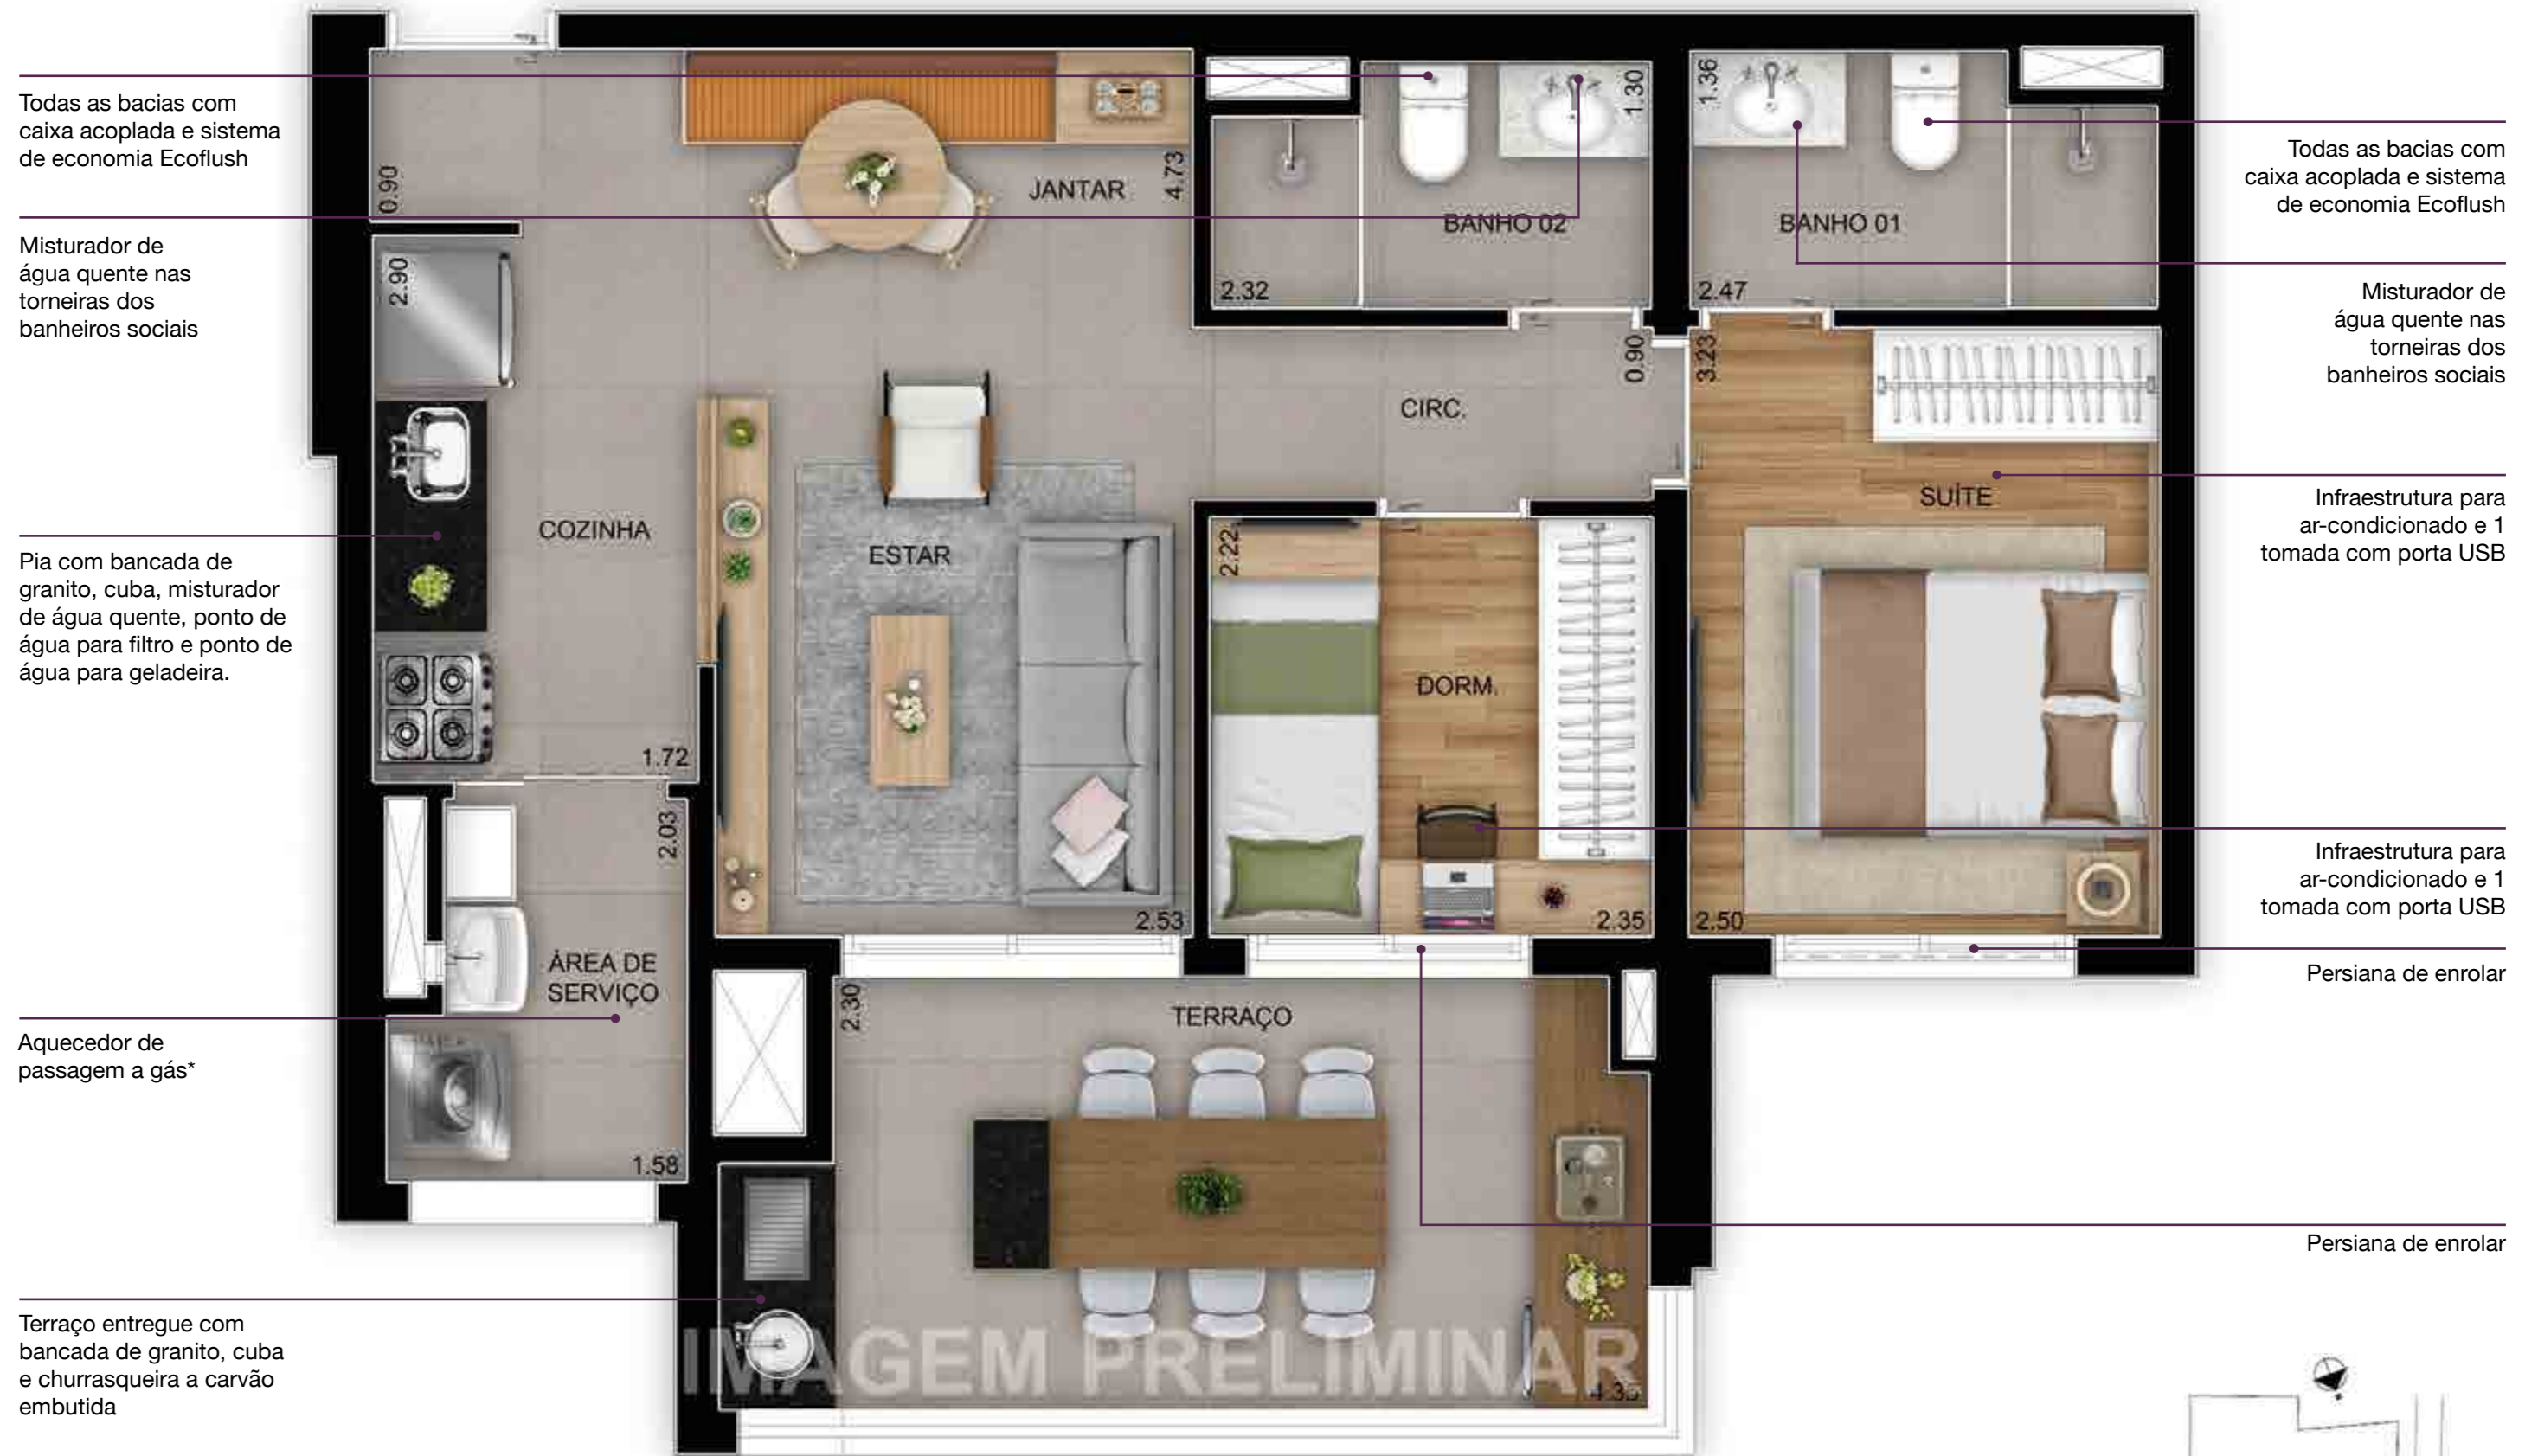 Todas as bacias com
caixa acoplada e sistema
de economia Ecoflush
Misturador de
água quente nas
torneiras dos
banheiros sociais
Pia com bancada de
granito, cuba, misturador
de água quente, ponto de
água para filtro e ponto de
água para geladeira.
Aquecedor de
passagem a gás*
Terraço entregue com
bancada de granito, cuba
e churrasqueira a carvão
embutida
0.90
JANTAR
4.73
2.90
COZINHA
1.72
ESTAR
2.53
2.03
ÁREA DE
SERVIÇO
1.58
1.30
BANHO 02
2.32
1.36
BANHO 01
2.47
0.90
CIRC.
3.23
SUÍTE
2.50
2.22
DORM.
2.35
2.30
TERRAÇO
IMAGEM PRELIMINAR
Todas as bacias com
caixa acoplada e sistema
de economia Ecoflush
Misturador de
água quente nas
torneiras dos
banheiros sociais
Infraestrutura para
ar-condicionado e 1
tomada com porta USB
Infraestrutura para
ar-condicionado e 1
tomada com porta USB
Persiana de enrolar
Persiana de enrolar